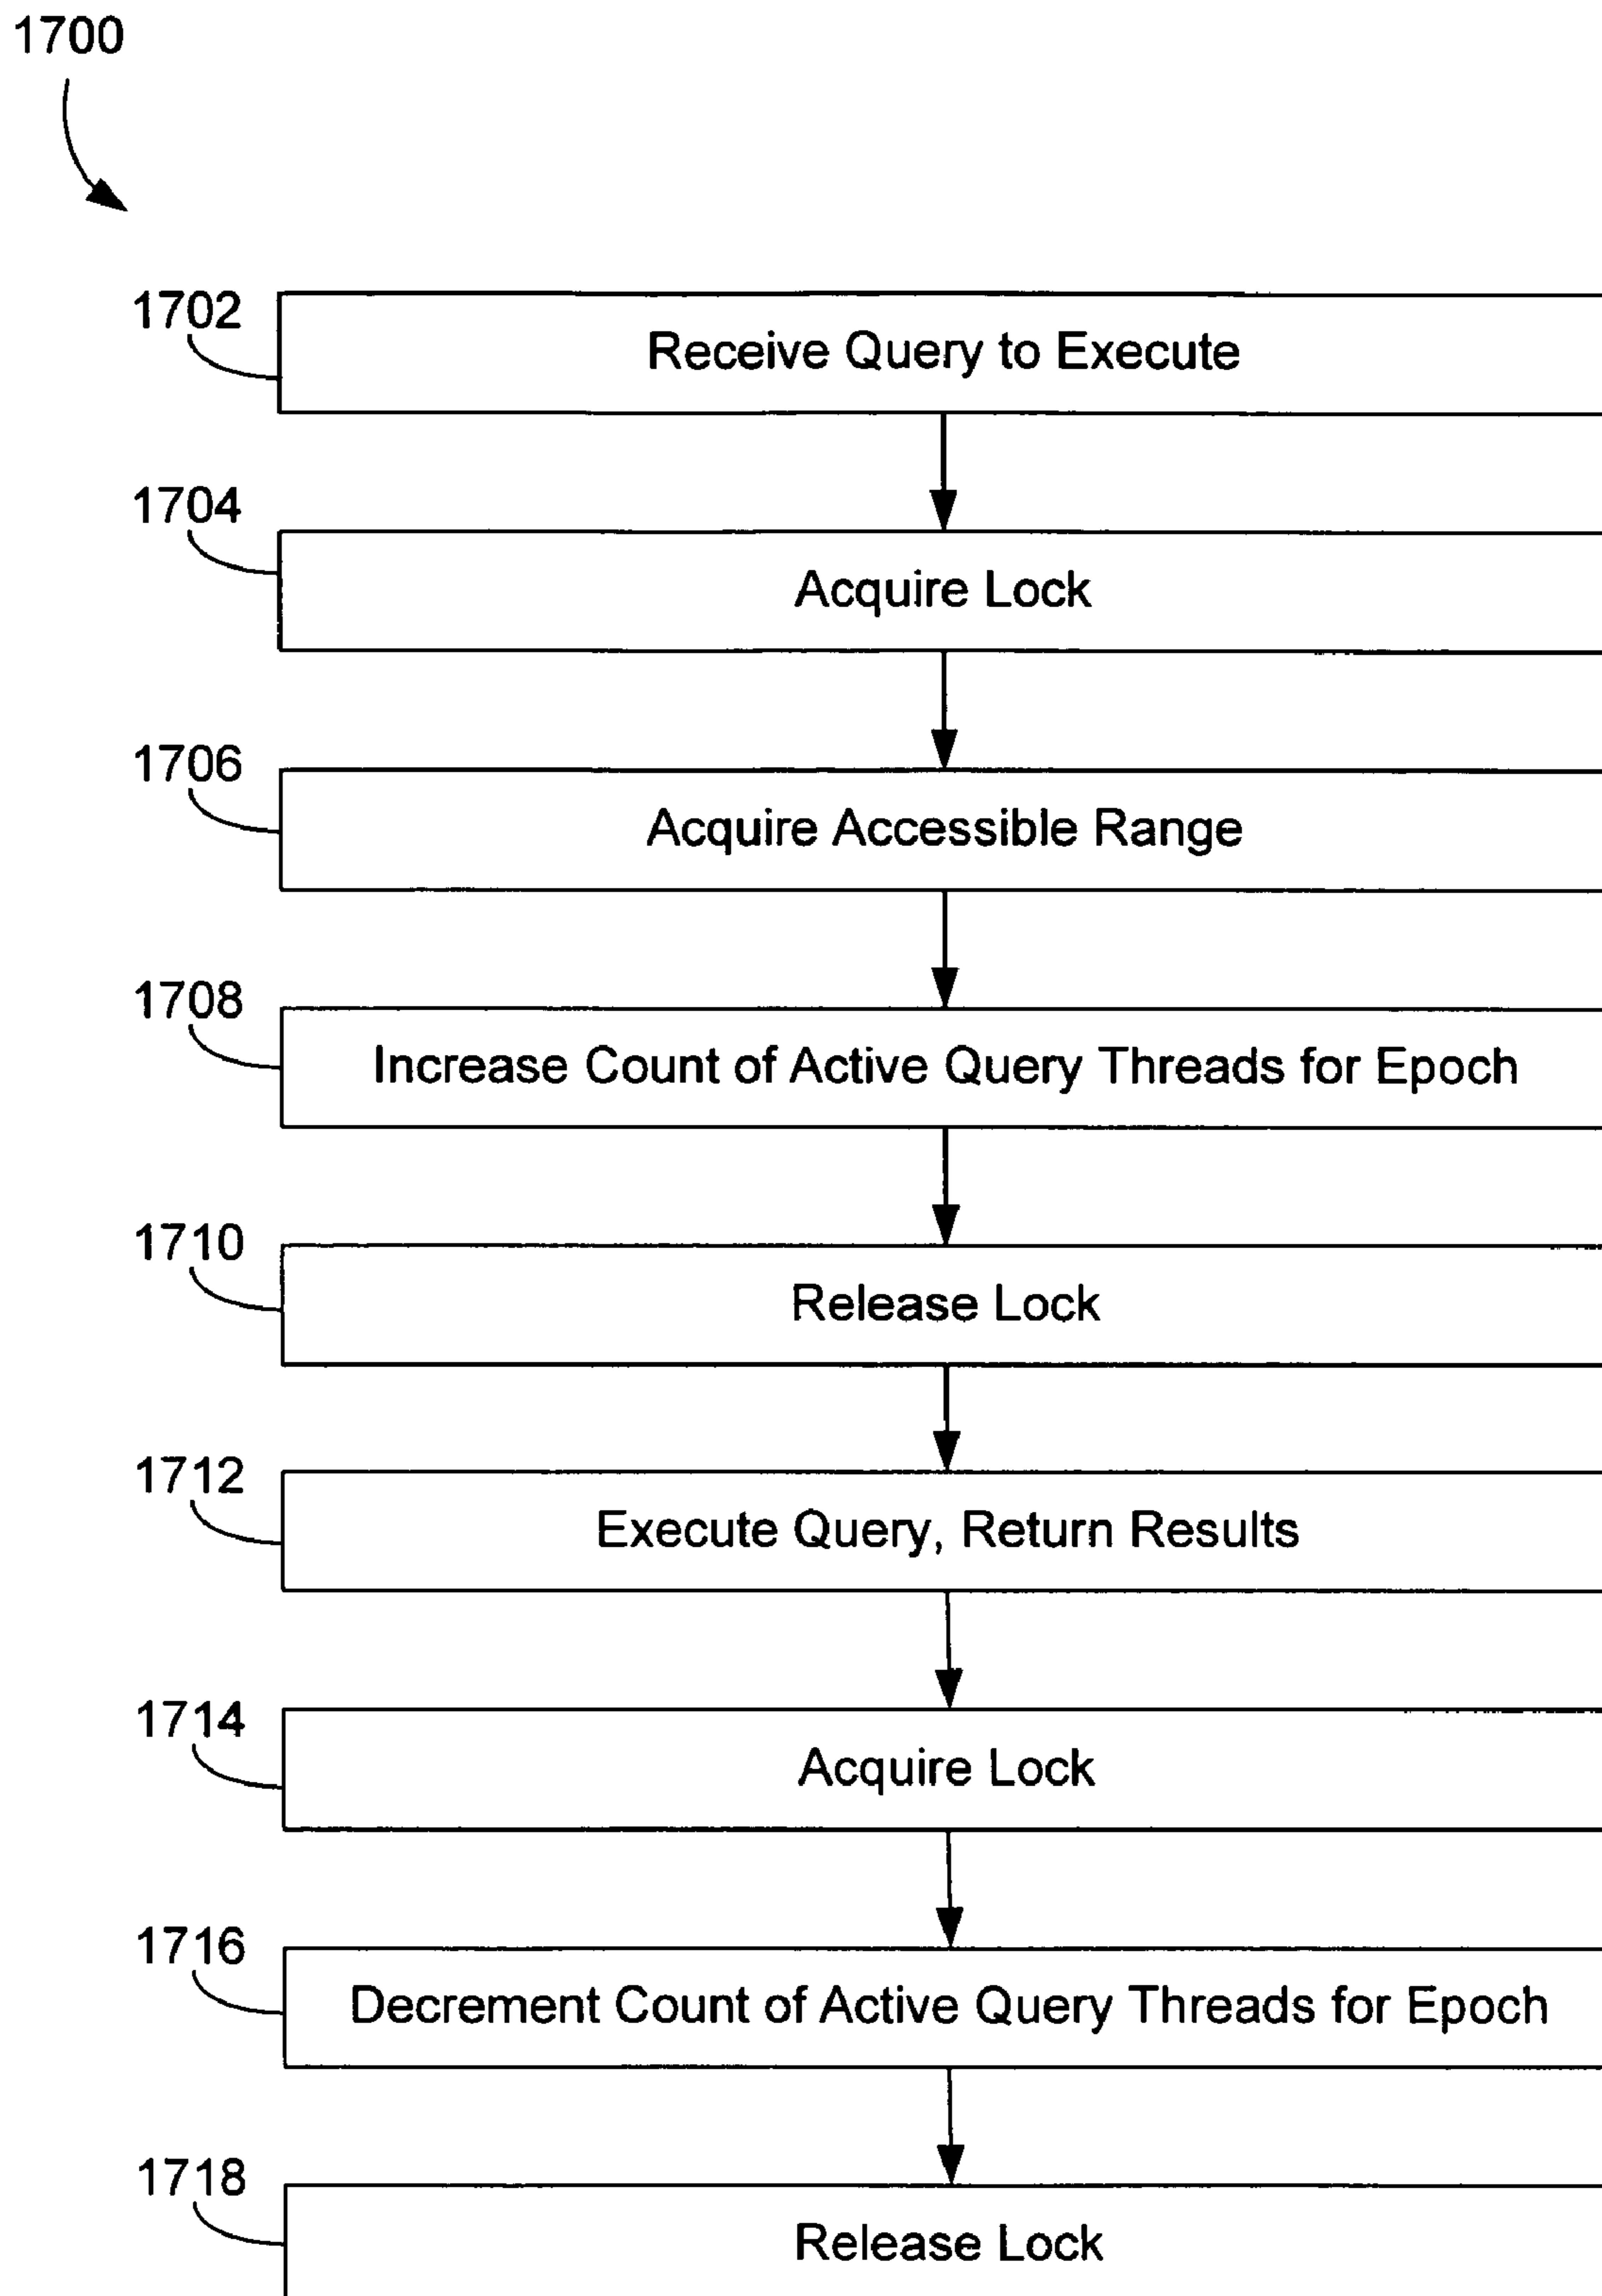 1700
1702
Receive Query to Execute
1704
Acquire Lock
1706
Acquire Accessible Range
1708
Increase Count of Active Query Threads for Epoch
1710
Release Lock
1712
Execute Query, Return Results
1714
Acquire Lock
1716
Decrement Count of Active Query Threads for Epoch
1718
Release Lock